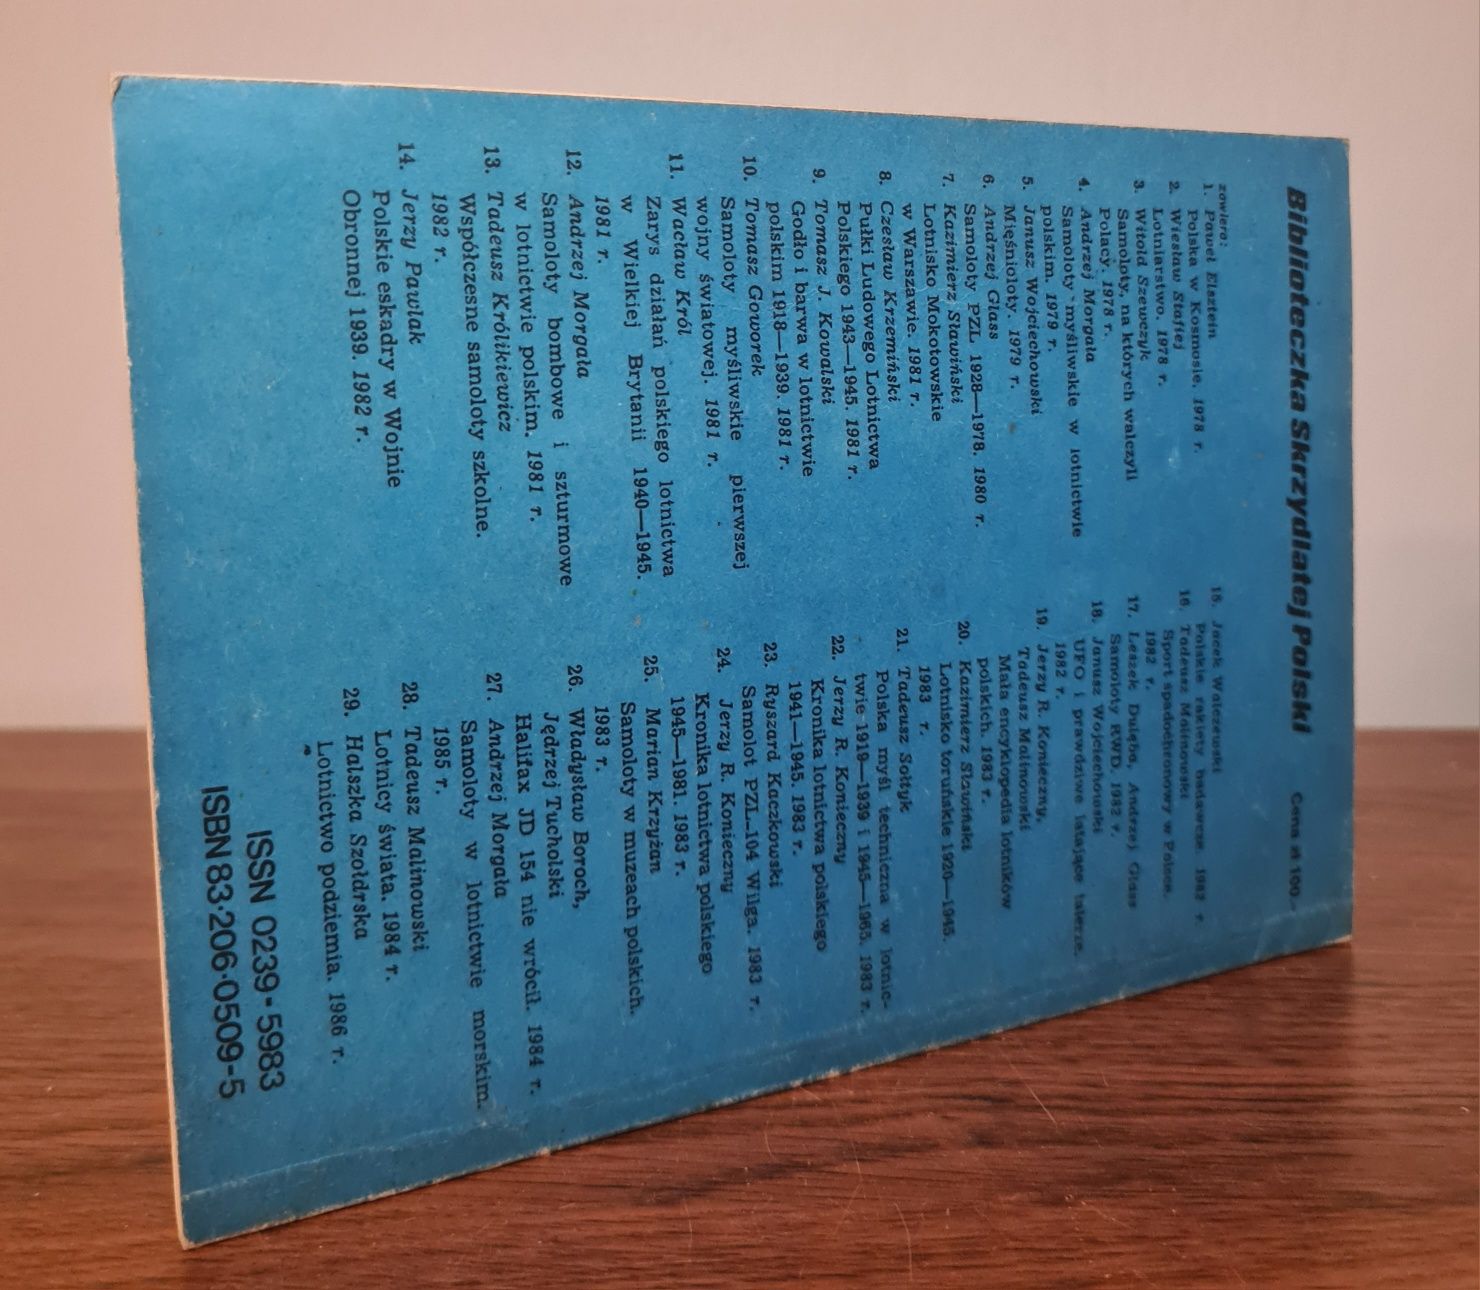 Biblioteczka Skrzydlatej Polski
Cena zł 100,-
zawiera:
1. Paweł Elsztein
Polska w Kosmosie. 1978 r.
2. Wiesław Stafiej
Lotniarstwo. 1978 r.
3. Witold Szewczyk
Samoloty, na których walczyli
Polacy. 1978 r.
4. Andrzej Morgała
Samoloty myśliwskie w lotnictwie
polskim. 1979 r.
5. Janusz Wojciechowski
Mięśnioloty. 1979 r.
6. Andrzej Glass
Samoloty PZL 1928—1978. 1980 r.
7. Kazimierz Sławiński
Lotnisko Mokotowskie
w Warszawie. 1981 r.
8. Czesław Krzemiński
Pułki Ludowego Lotnictwa
Polskiego 1943—1945. 1981 r.
9. Tomasz J. Kowalski
Godło i barwa w lotnictwie
polskim 1918—1939. 1981 r.
10. Tomasz Goworek
Samoloty myśliwskie pierwszej
wojny światowej. 1981 r.
11. Wacław Król
Zarys działań polskiego lotnictwa
w Wielkiej Brytanii 1940—1945.
1981 r.
12. Andrzej Morgała
Samoloty bombowe i szturmowe
w lotnictwie polskim. 1981 r.
13. Tadeusz Królikiewicz
Współczesne samoloty szkolne.
1982 r.
14. Jerzy Pawlak
Polskie eskadry w Wojnie
Obronnej 1939. 1982 r.
15. Jacek Walczewski
Polskie rakiety badawcze. 1982 r.
16. Tadeusz Malinowski
Sport spadochronowy w Polsce.
1982 r.
17. Leszek Dulęba, Andrzej Glass
Samoloty RWD. 1982 r.
18. Janusz Wojciechowski
UFO i prawdziwe latające talerze.
1982 r.
19. Jerzy R. Konieczny,
Tadeusz Malinowski
Mała encyklopedia lotników
polskich. 1983 r.
20. Kazimierz Sławiński
Lotnisko toruńskie 1920—1945.
1983 r.
21. Tadeusz Sołtyk
Polska myśl techniczna w lotnic-
twie 1919—1939 i 1945—1965. 1983 r.
22. Jerzy R. Konieczny
Kronika lotnictwa polskiego
1941—1945. 1983 r.
23. Ryszard Kaczkowski
Samolot PZL-104 Wilga. 1983 r.
24. Jerzy R. Konieczny
Kronika lotnictwa polskiego
1945—1981. 1983 r.
25. Marian Krzyżan
Samoloty w muzeach polskich.
1983 r.
26. Władysław Boroch,
Jędrzej Tucholski
Halifax JD 154 nie wrócił. 1984 r.
27. Andrzej Morgała
Samoloty w lotnictwie morskim.
1985 r.
28. Tadeusz Malinowski
Lotnicy świata. 1984 r.
29. Halszka Szołdrska
Lotnictwo podziemia. 1986 r.
ISSN 0239-5983
ISBN 83-206-0509-5